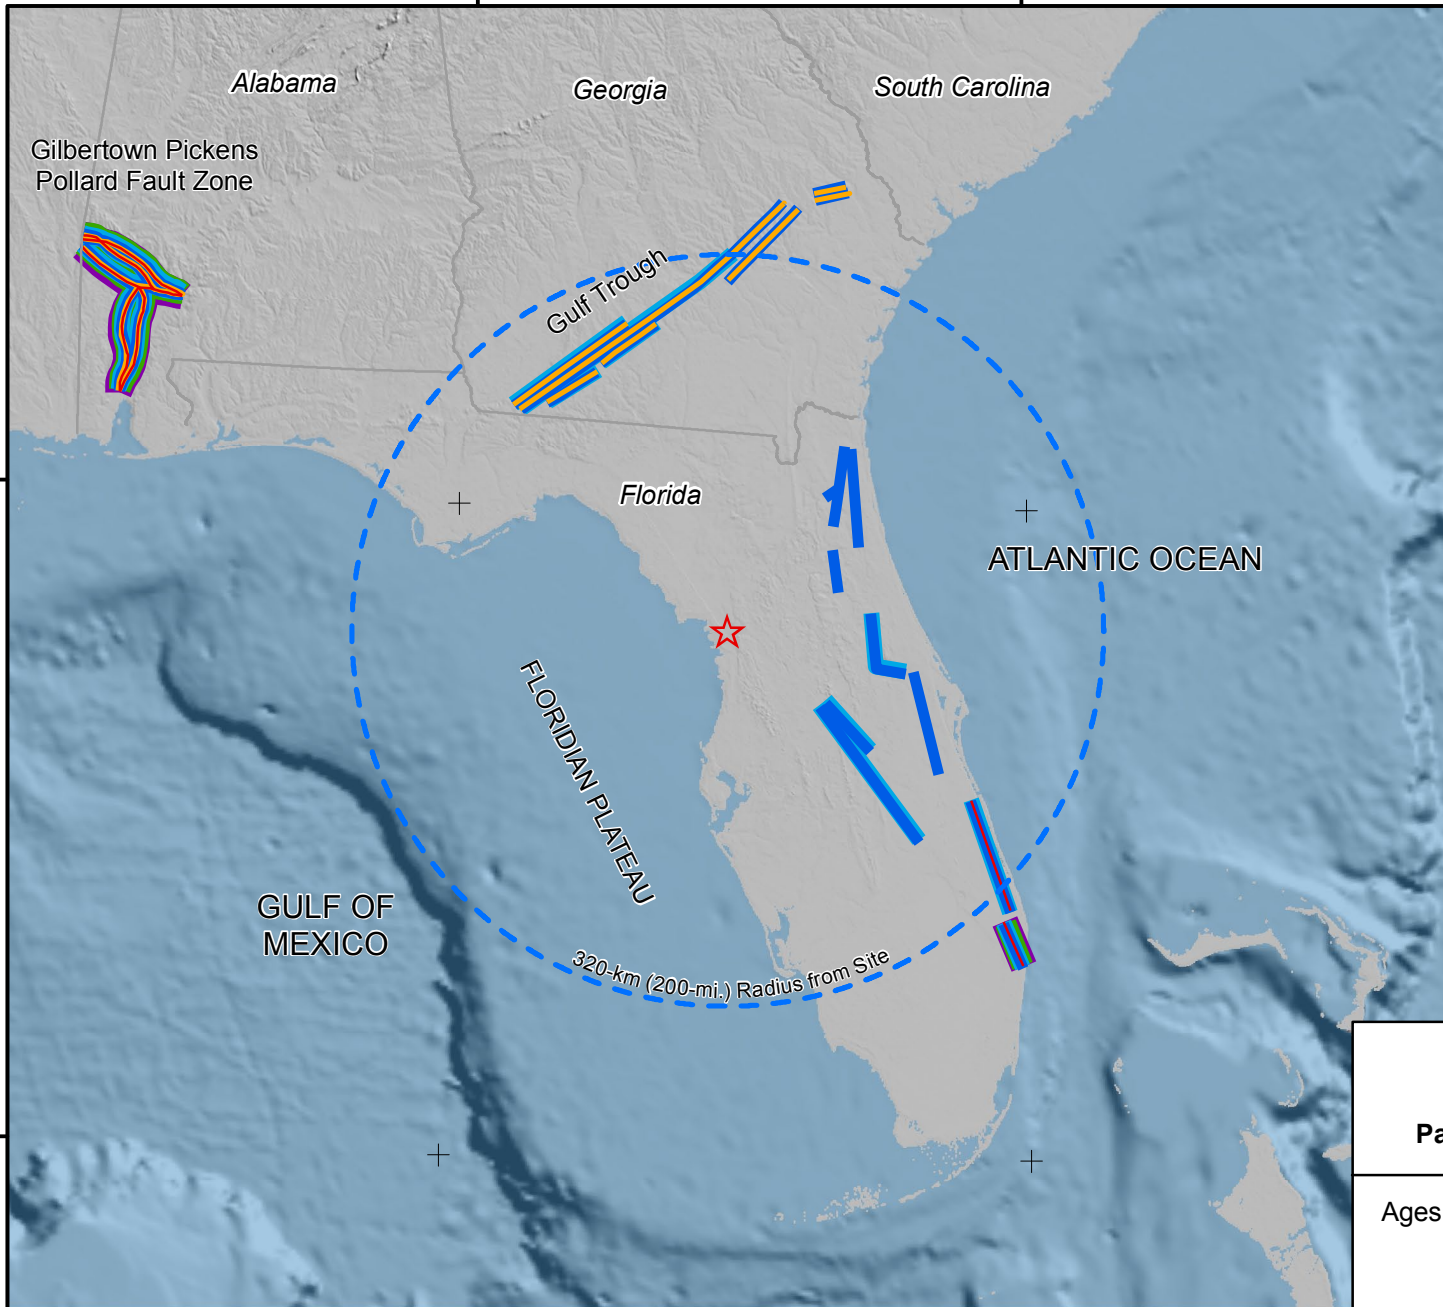 Alabama
Georgia
South Carolina
Gilbertown Pickens
Pollard Fault Zone
Gulf Trough
Florida
ATLANTIC OCEAN
FLORIDIAN PLATEAU
GULF OF
MEXICO
320-km (200-mi.) Radius from Site
Pa
Ages